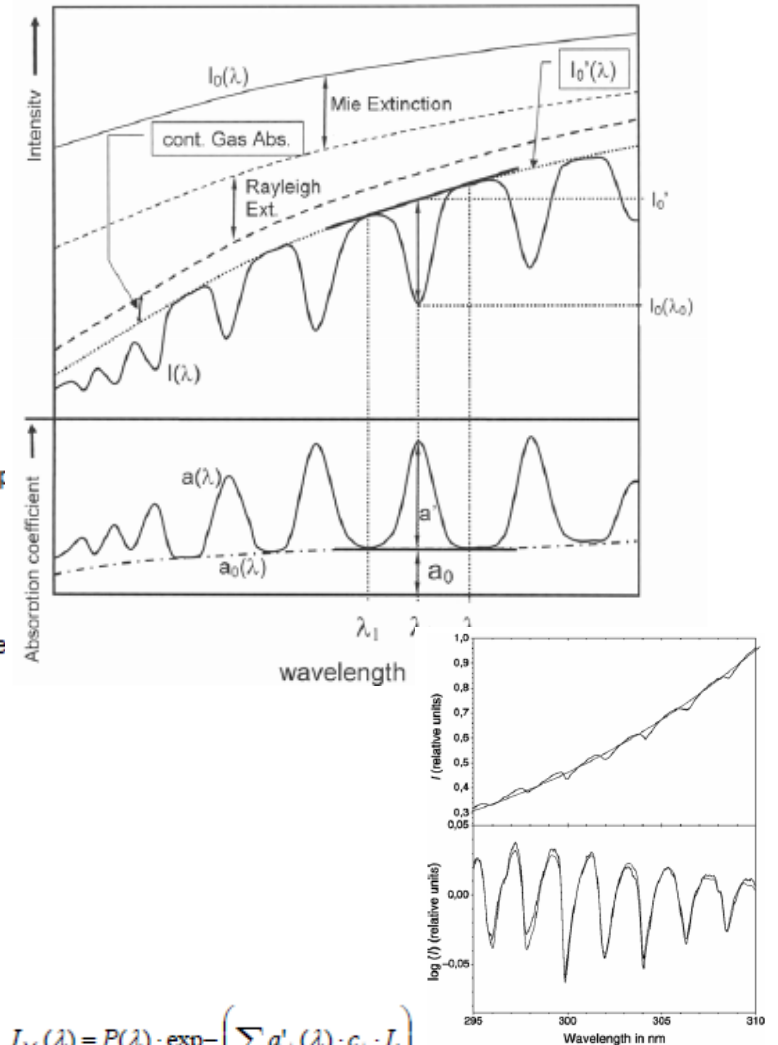 Intensity
I₀(λ)
I₀'(λ)
Mie Extinction
cont. Gas Abs.
Rayleigh
Ext.
I₀'
I₀(λ₀)
I(λ)
Absorption coefficient
a(λ)
a'
a₀(λ)
a₀
λ₁
wavelength
I (relative units)
1,0
0,9
0,8
0,7
0,6
0,5
0,4
0,3
0,05
log (I) (relative units)
0,00
−0,05
295 300 305 310
Wavelength in nm
(λ) = P(λ) · exp−(∑ a' (λ) · c · L)